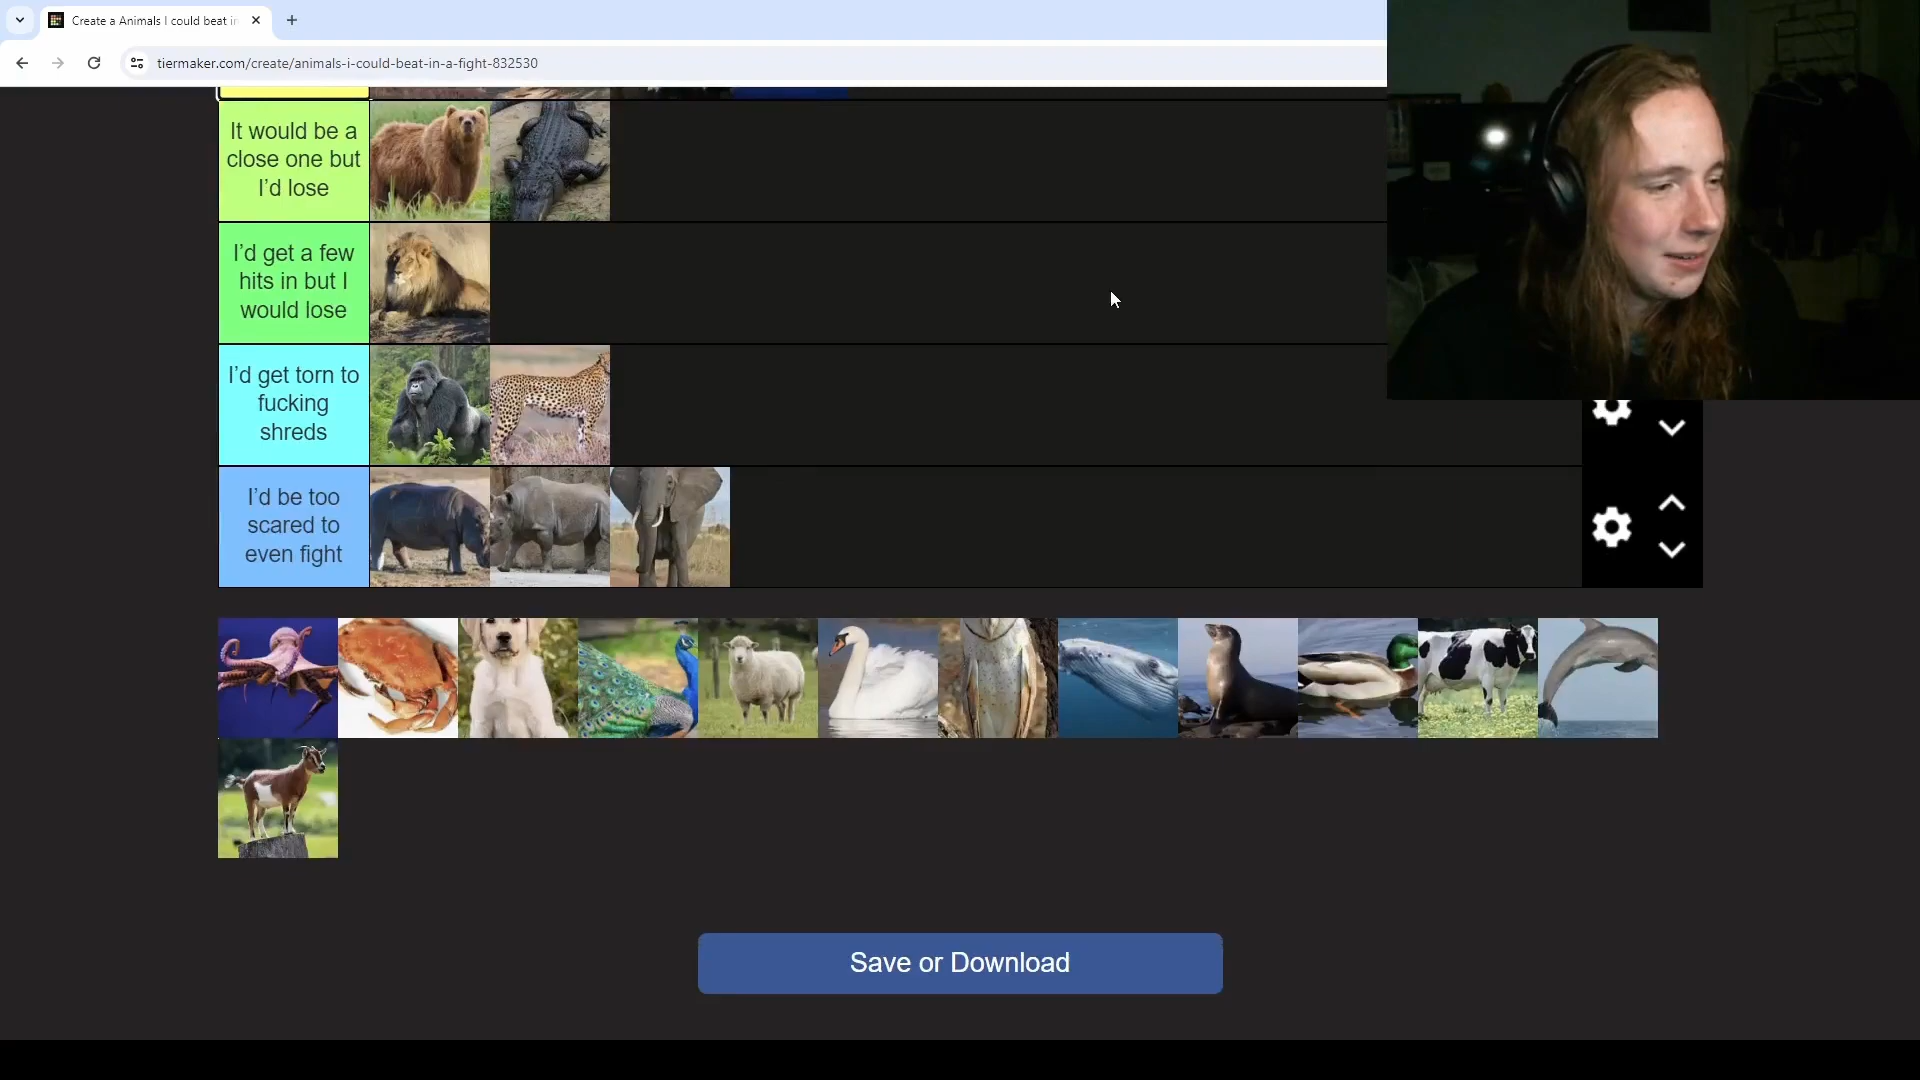 Create a Animals I could beat in
tiermaker.com/create/animals-i-could-beat-in-a-fight-832530
It would be a
close one but
I'd lose
I'd get a few
hits in but I
would lose
I'd get torn to
fucking
shreds
I'd be too
scared to
even fight
Save or Download